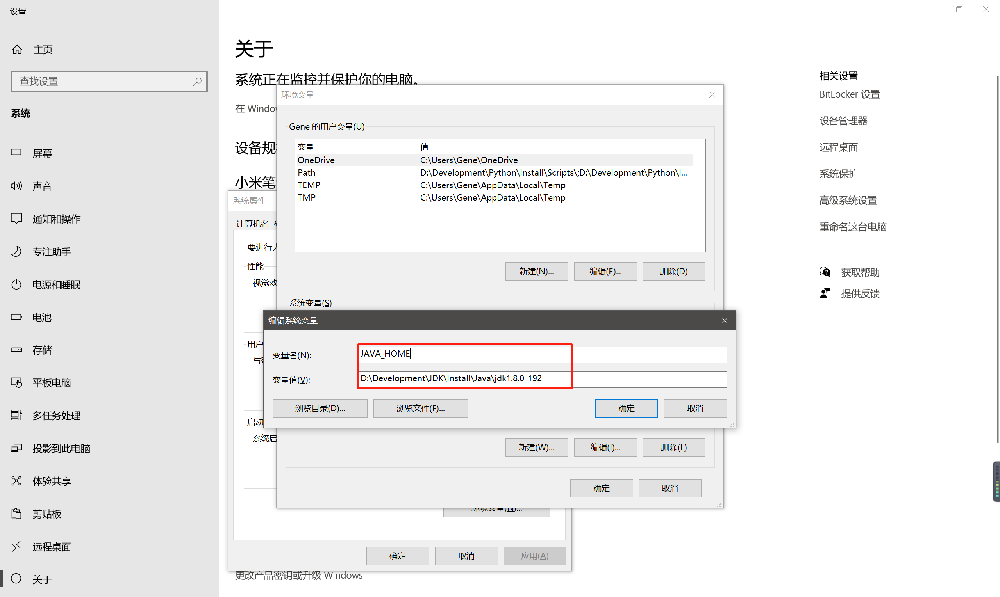 设置
主页
查找设置
系统
屏幕
声音
通知和操作
专注助手
电源和睡眠
电池
存储
平板电脑
多任务处理
投影到此电脑
体验共享
剪贴板
远程桌面
关于
关于
系统正在监控并保护你的电脑。
在 Window
设备规
小米笔
更改产品密钥或升级 Windows
相关设置
BitLocker 设置
设备管理器
远程桌面
系统保护
高级系统设置
重命名这台电脑
获取帮助
提供反馈
系统属性
计算机名
要进行
性能
视觉效
用户
与
启动
系统启
环境变量(N)...
确定 取消 应用(A)
环境变量
Gene 的用户变量(U)
变量 值
OneDrive C:\Users\Gene\OneDrive
Path D:\Development\Python\Install\Scripts\;D:\Development\Python\I...
TEMP C:\Users\Gene\AppData\Local\Temp
TMP C:\Users\Gene\AppData\Local\Temp
新建(N)... 编辑(E)... 删除(D)
系统变量(S)
新建(W)... 编辑(I)... 删除(L)
确定 取消
编辑系统变量
变量名(N): JAVA_HOME
变量值(V): D:\Development\JDK\Install\Java\jdk1.8.0_192
浏览目录(D)... 浏览文件(F)... 确定 取消